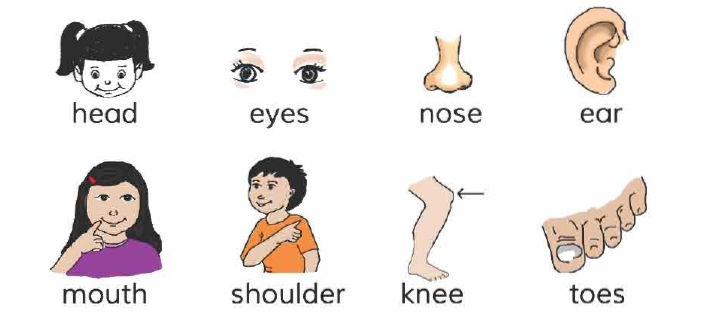 head eyes nose ear
mouth shoulder knee toes